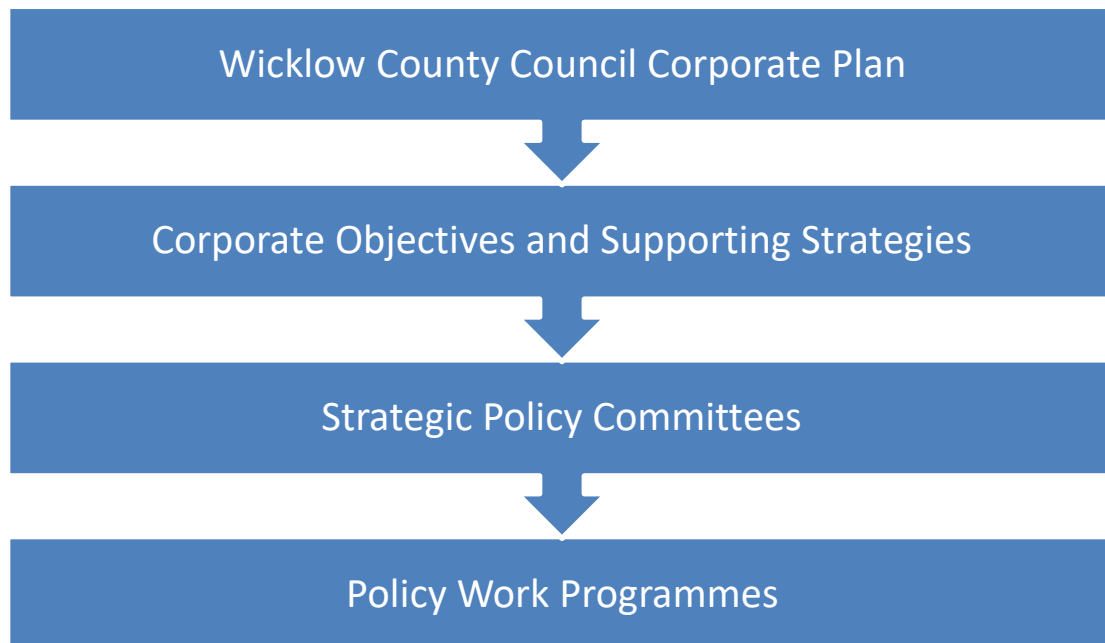 Wicklow County Council Corporate Plan
Corporate Objectives and Supporting Strategies
Strategic Policy Committees
Policy Work Programmes